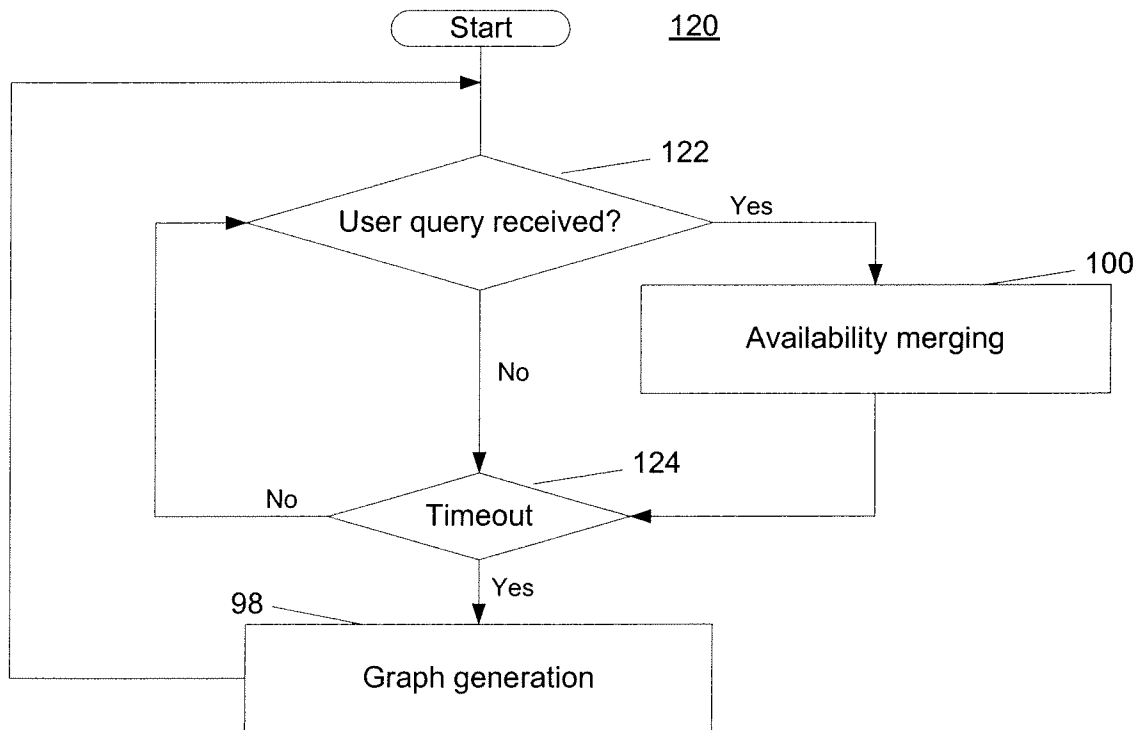 Start
120
122
User query received?
Yes
100
Availability merging
No
124
No
Timeout
Yes
98
Graph generation